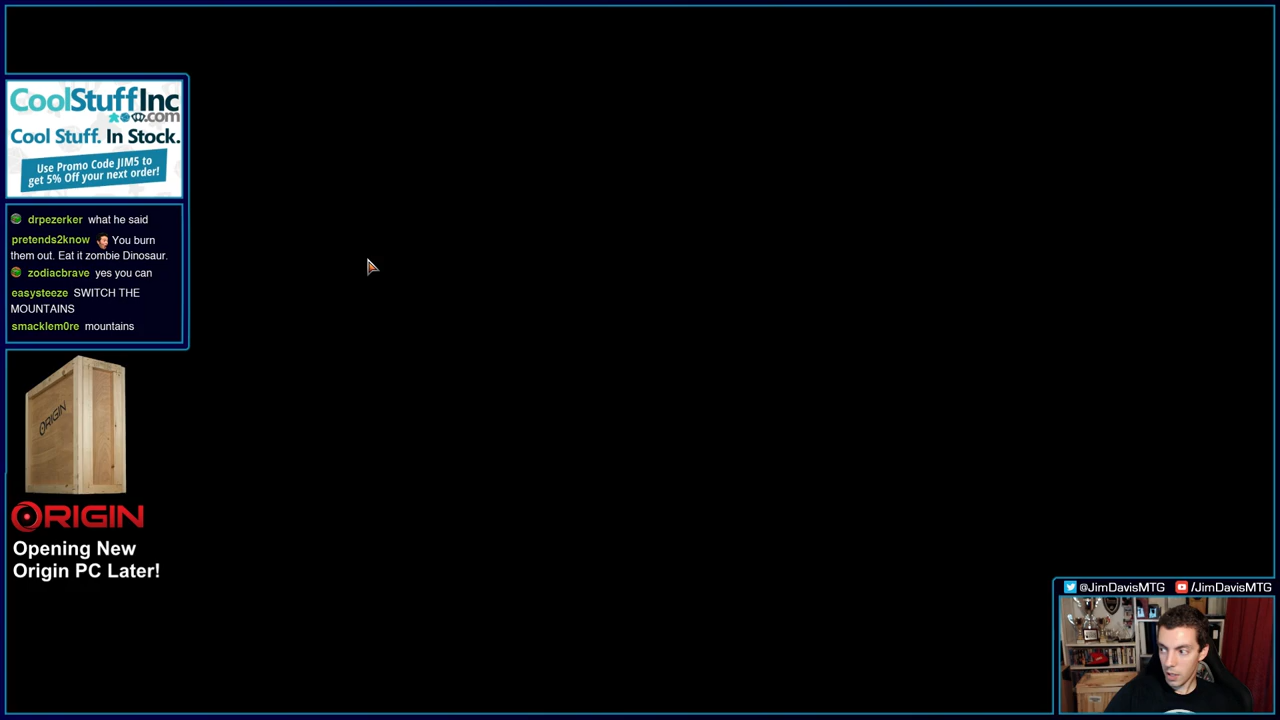 CoolStuffInc
.com
Cool Stuff. In Stock.
Use Promo Code JIM5 to
get 5% Off your next order!
drpezerker what he said
pretends2know You burn
them out. Eat it zombie Dinosaur.
zodiacbrave yes you can
easysteeze SWITCH THE
MOUNTAINS
smacklem0re mountains
ORIGIN
ORIGIN
Opening New
Origin PC Later!
@JimDavisMTG /JimDavisMTG